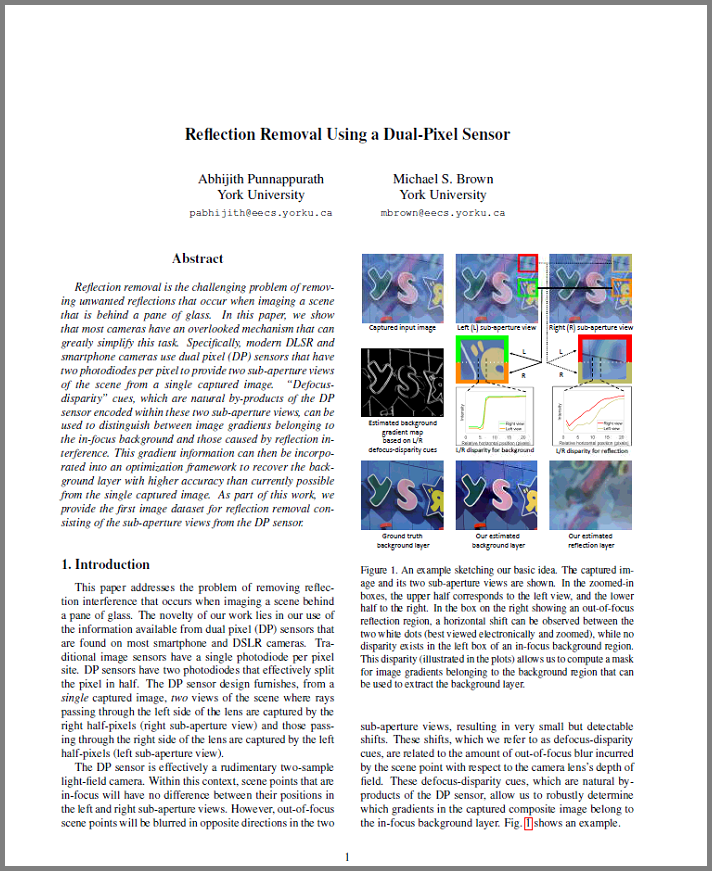 Reflection Removal Using a Dual-Pixel Sensor
Abhijith Punnappurath
York University
pabhijith@eecs.yorku.ca
Michael S. Brown
York University
mbrown@eecs.yorku.ca
Abstract
Reflection removal is the challenging problem of remov-
ing unwanted reflections that occur when imaging a scene
that is behind a pane of glass. In this paper, we show
that most cameras have an overlooked mechanism that can
greatly simplify this task. Specifically, modern DLSR and
smartphone cameras use dual pixel (DP) sensors that have
two photodiodes per pixel to provide two sub-aperture views
of the scene from a single captured image. “Defocus-
disparity” cues, which are natural by-products of the DP
sensor encoded within these two sub-aperture views, can be
used to distinguish between image gradients belonging to
the in-focus background and those caused by reflection in-
terference. This gradient information can then be incorpo-
rated into an optimization framework to recover the back-
ground layer with higher accuracy than currently possible
from the single captured image. As part of this work, we
provide the first image dataset for reflection removal con-
sisting of the sub-aperture views from the DP sensor.
1. Introduction
This paper addresses the problem of removing reflec-
tion interference that occurs when imaging a scene behind
a pane of glass. The novelty of our work lies in our use of
the information available from dual pixel (DP) sensors that
are found on most smartphone and DSLR cameras. Tra-
ditional image sensors have a single photodiode per pixel
site. DP sensors have two photodiodes that effectively split
the pixel in half. The DP sensor design furnishes, from a
single captured image, two views of the scene where rays
passing through the left side of the lens are captured by the
right half-pixels (right sub-aperture view) and those pass-
ing through the right side of the lens are captured by the left
half-pixels (left sub-aperture view).
The DP sensor is effectively a rudimentary two-sample
light-field camera. Within this context, scene points that are
in-focus will have no difference between their positions in
the left and right sub-aperture views. However, out-of-focus
scene points will be blurred in opposite directions in the two
Captured input image
Left (L) sub-aperture view
Right (R) sub-aperture view
L
R
L
R
Estimated background
gradient map
based on L/R
defocus-disparity cues
Intensity
Right view
Left view
0 5 10 15 20
Relative horizontal position (pixels)
L/R disparity for background
Intensity
Right view
Left view
0 5 10 15 20
Relative horizontal position (pixels)
L/R disparity for reflection
Ground truth
background layer
Our estimated
background layer
Our estimated
reflection layer
Figure 1. An example sketching our basic idea. The captured im-
age and its two sub-aperture views are shown. In the zoomed-in
boxes, the upper half corresponds to the left view, and the lower
half to the right. In the box on the right showing an out-of-focus
reflection region, a horizontal shift can be observed between the
two white dots (best viewed electronically and zoomed), while no
disparity exists in the left box of an in-focus background region.
This disparity (illustrated in the plots) allows us to compute a mask
for image gradients belonging to the background region that can
be used to extract the background layer.
sub-aperture views, resulting in very small but detectable
shifts. These shifts, which we refer to as defocus-disparity
cues, are related to the amount of out-of-focus blur incurred
by the scene point with respect to the camera lens's depth of
field. These defocus-disparity cues, which are natural by-
products of the DP sensor, allow us to robustly determine
which gradients in the captured composite image belong to
the in-focus background layer. Fig. 1 shows an example.
1